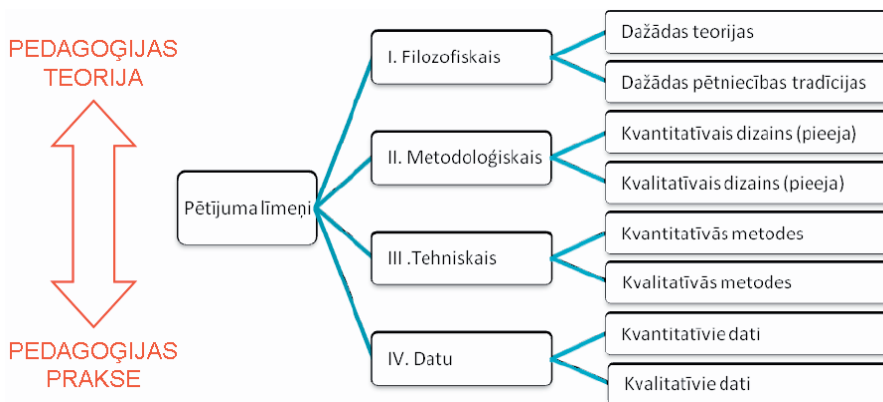 PEDAGOĢIJAS
TEORIJA
PEDAGOĢIJAS
PRAKSE
Pētījuma līmeņi
I. Filozofiskais
Dažādas teorijas
Dažādas pētniecības tradīcijas
II. Metodoloģiskais
Kvantitatīvais dizains (pieeja)
Kvalitatīvais dizains (pieeja)
III .Tehniskais
Kvantitatīvās metodes
Kvalitatīvās metodes
IV. Datu
Kvantitatīvie dati
Kvalitatīvie dati